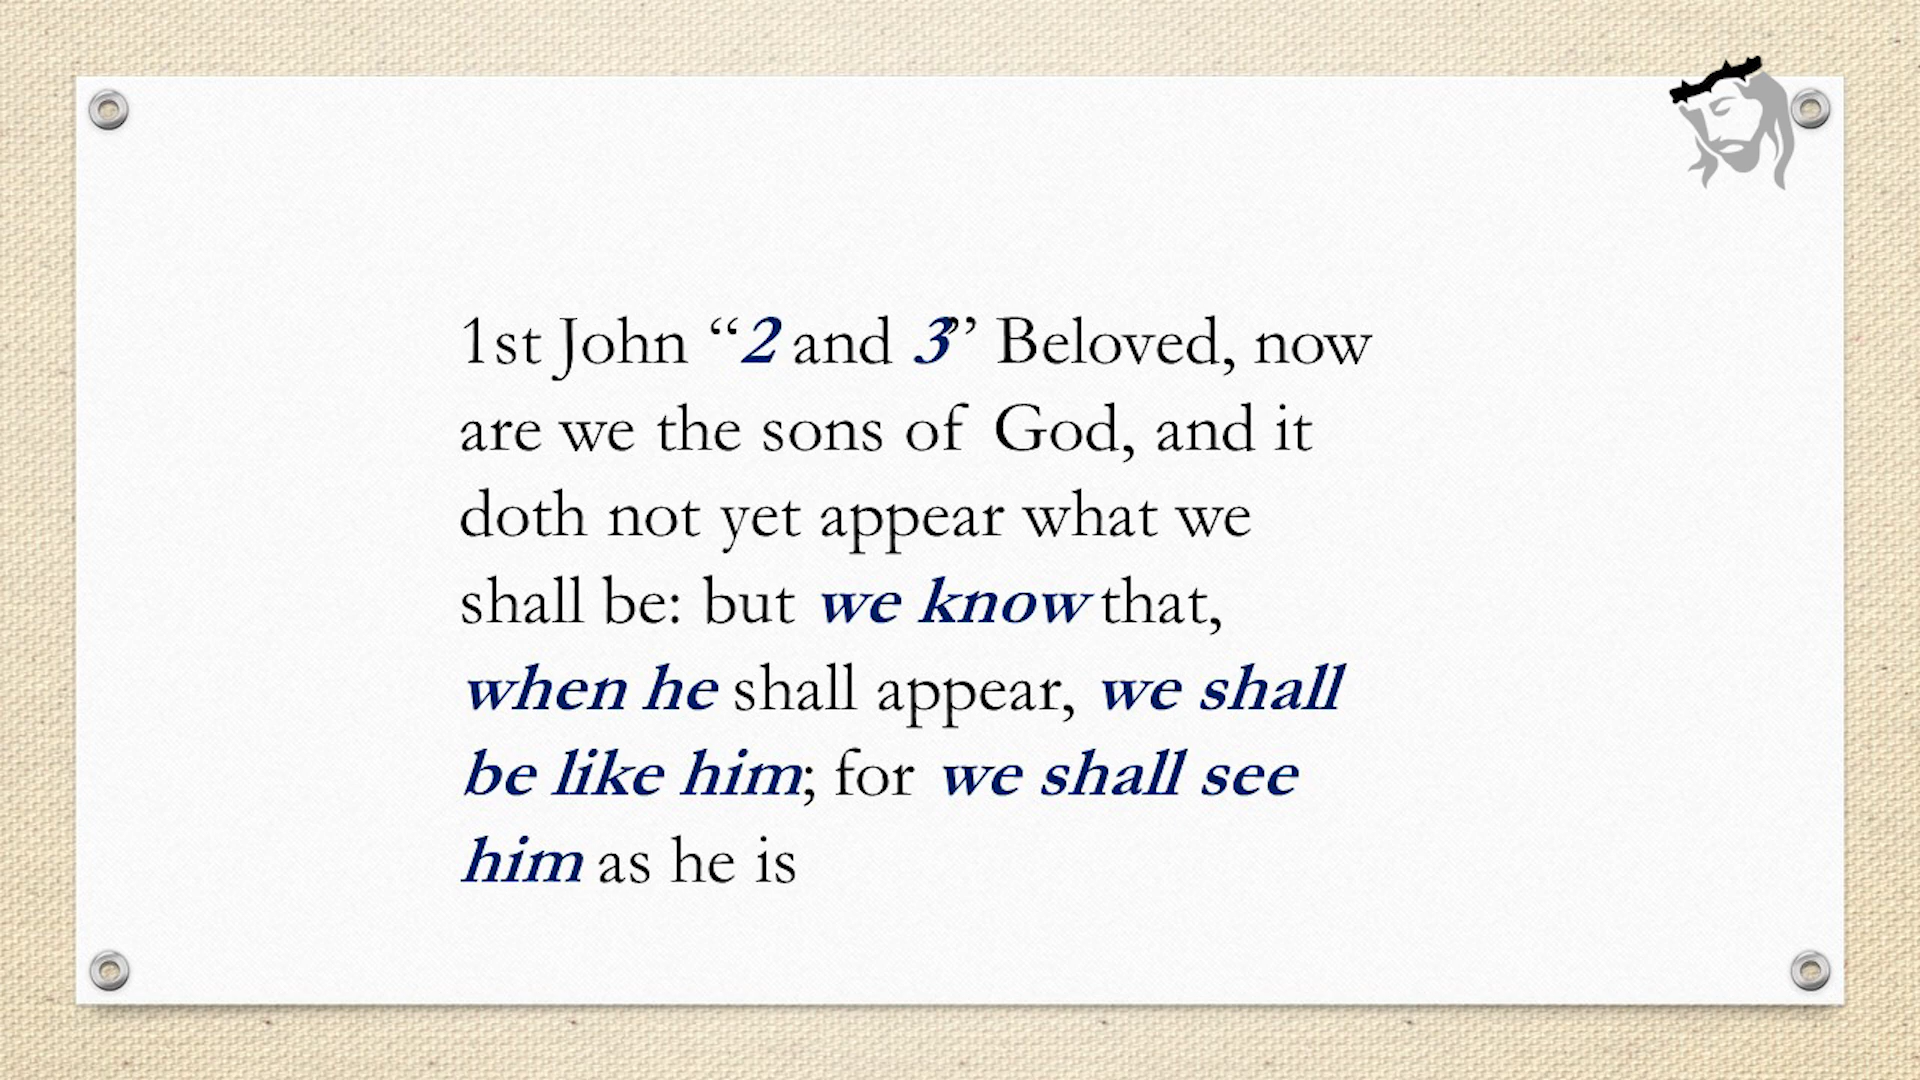 1st John “2 and 3” Beloved, now
are we the sons of God, and it
doth not yet appear what we
shall be: but we know that,
when he shall appear, we shall
be like him; for we shall see
him as he is